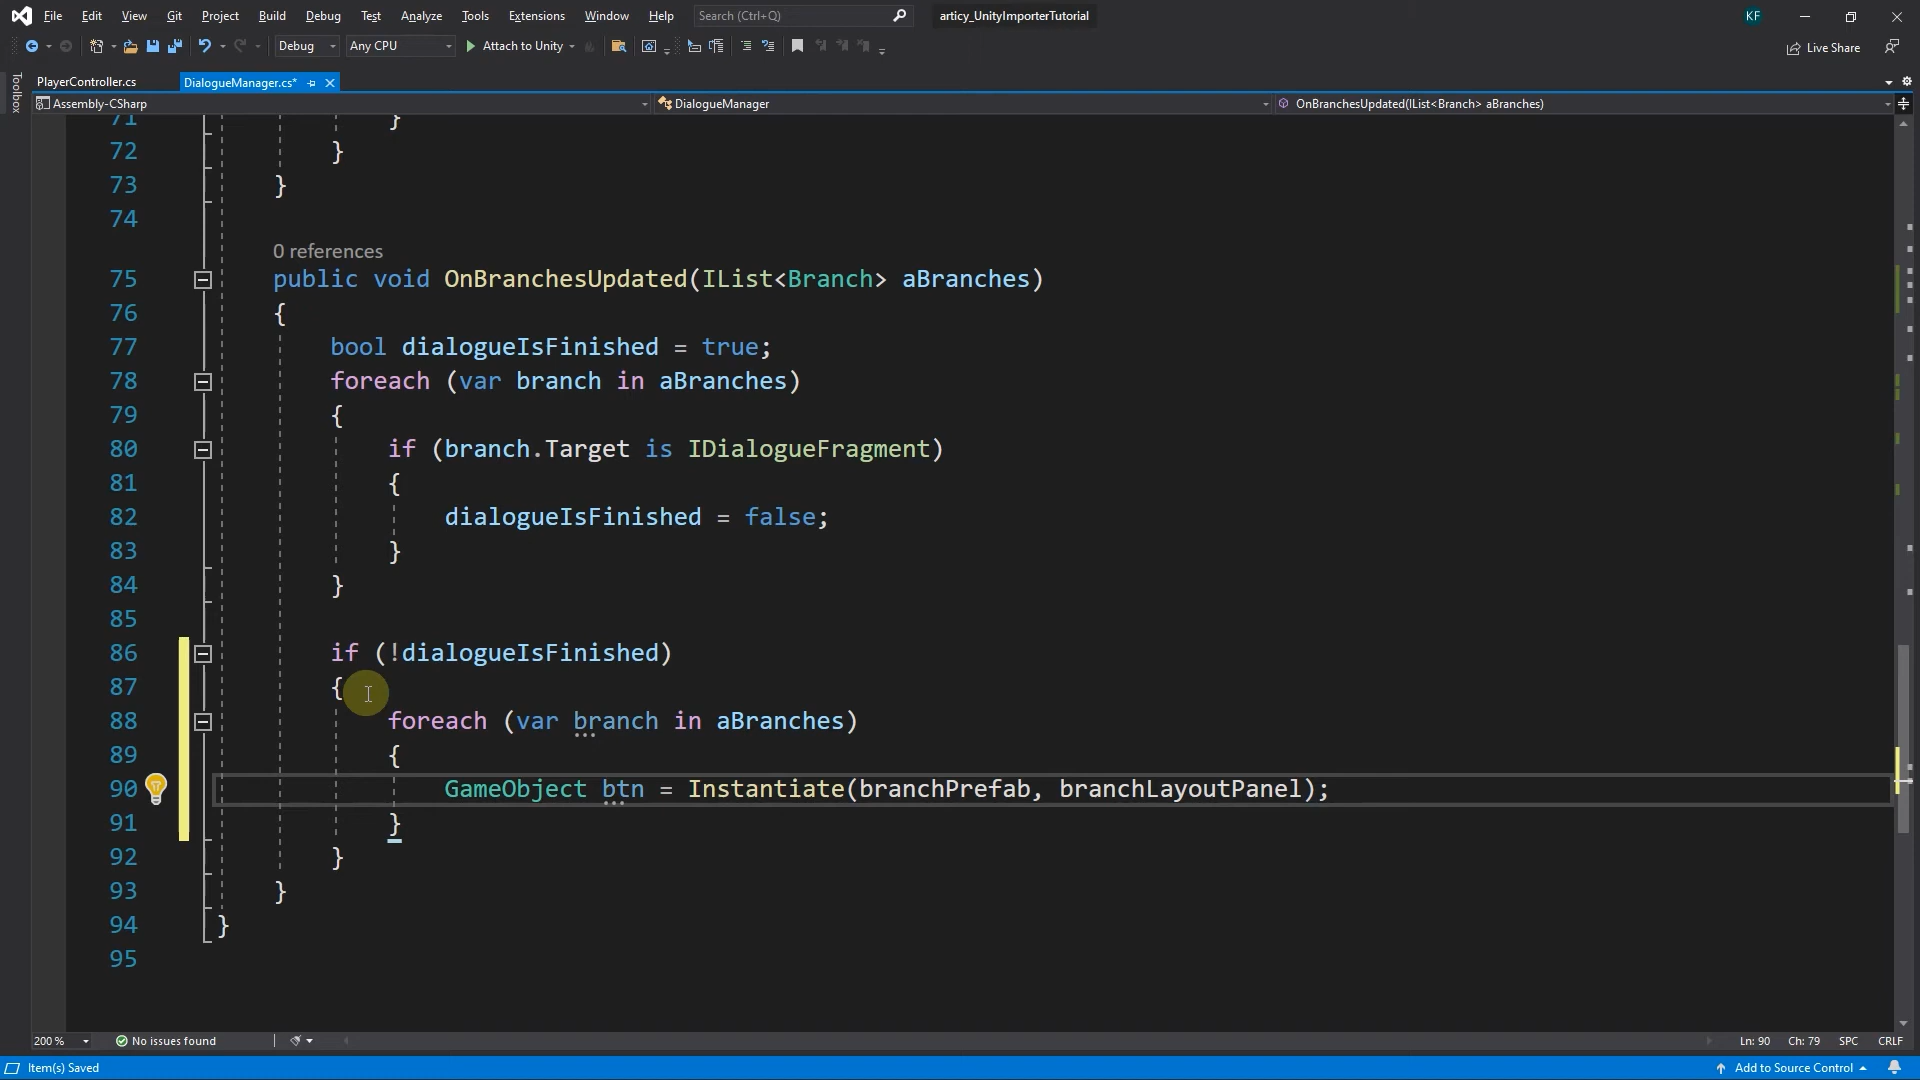 File Edit View Git Project Build Debug Test Analyze Tools Extensions Window Help Search (Ctrl+Q) articy_UnityImporterTutorial KF
Debug Any CPU Attach to Unity Live Share
Toolbox
PlayerController.cs DialogueManager.cs*
Assembly-CSharp DialogueManager OnBranchesUpdated(IList<Branch> aBranches)
71 }
72 }
73 }
74
0 references
75 public void OnBranchesUpdated(IList<Branch> aBranches)
76 {
77 bool dialogueIsFinished = true;
78 foreach (var branch in aBranches)
79 {
80 if (branch.Target is IDialogueFragment)
81 {
82 dialogueIsFinished = false;
83 }
84 }
85
86 if (!dialogueIsFinished)
87 {
88 foreach (var branch in aBranches)
89 {
90 GameObject btn = Instantiate(branchPrefab, branchLayoutPanel);
91 }
92 }
93 }
94 }
95
200 % No issues found Ln: 90 Ch: 79 SPC CRLF
Item(s) Saved Add to Source Control